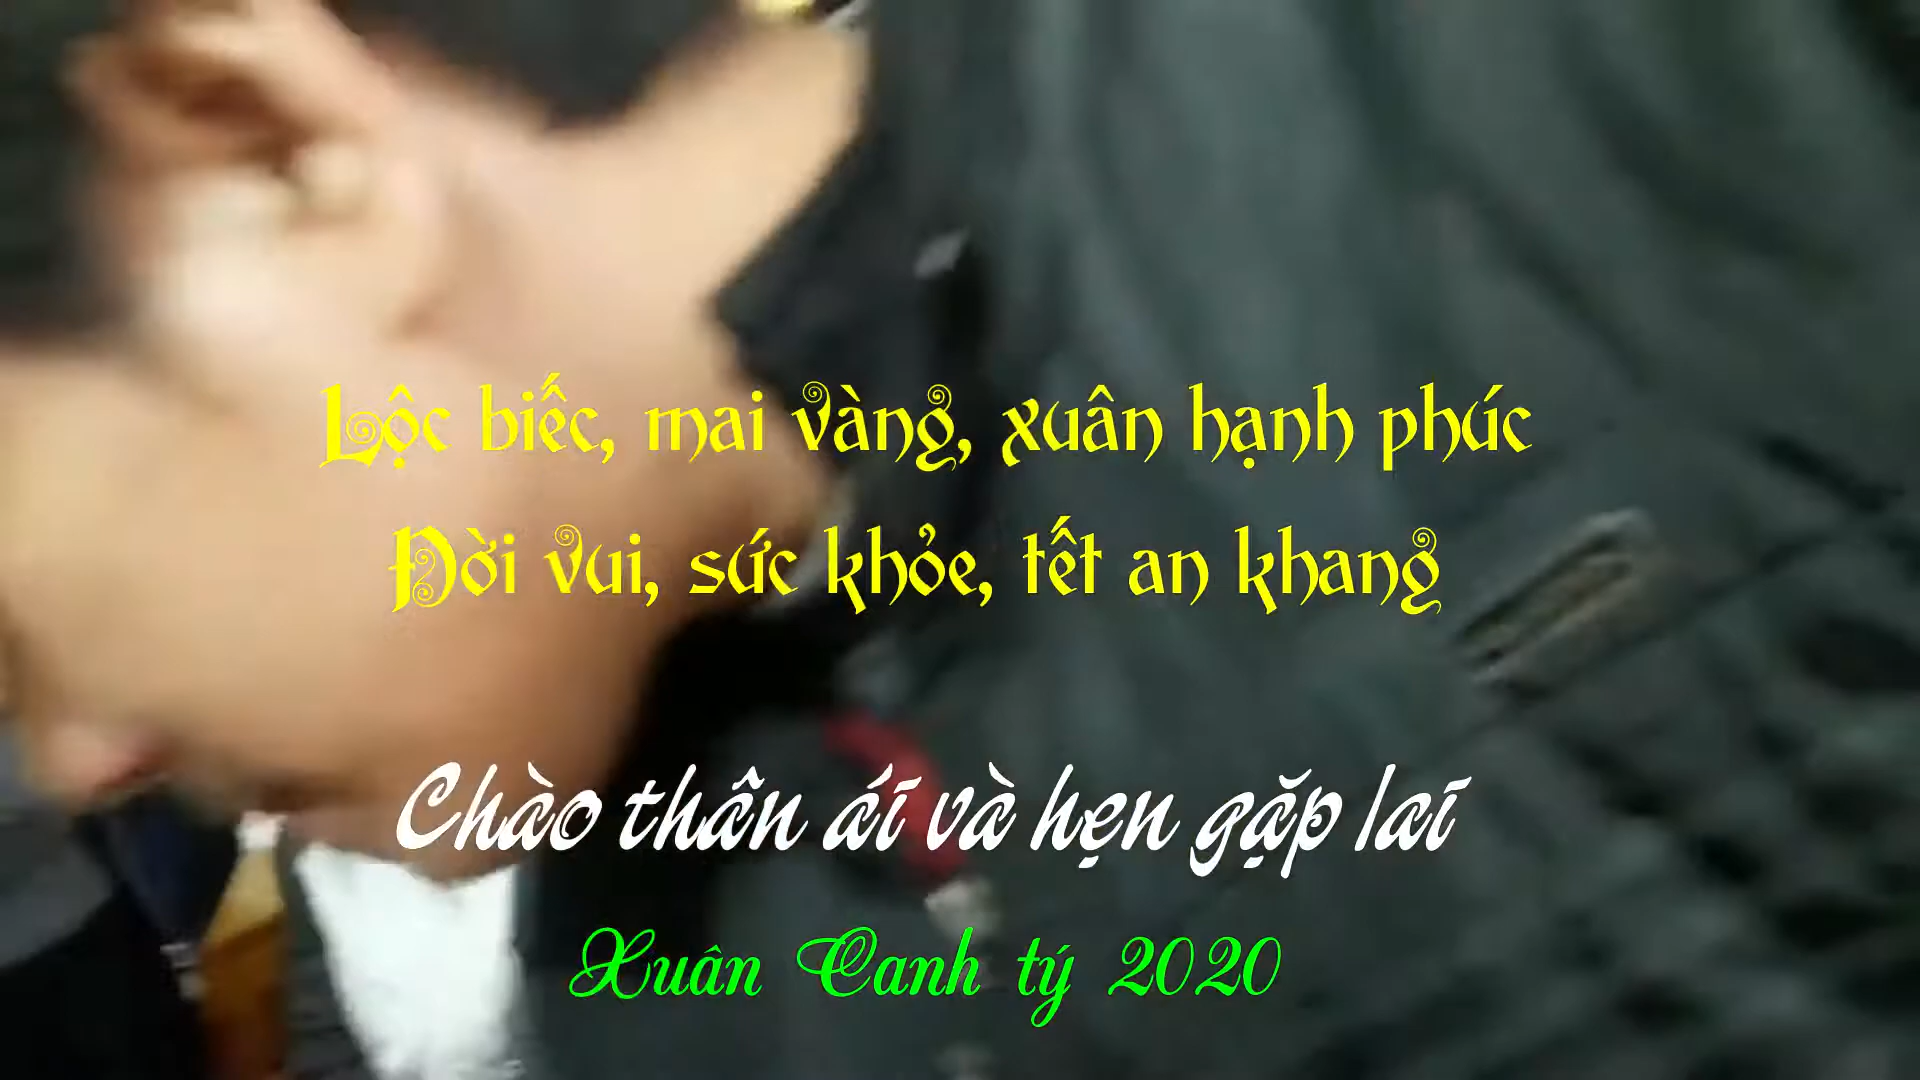 Lộc biếc, mai vàng, xuân hạnh phúc
Đời vui, sức khỏe, tết an khang
Chào thân ái và hẹn gặp lai
Xuân Canh tý 2020